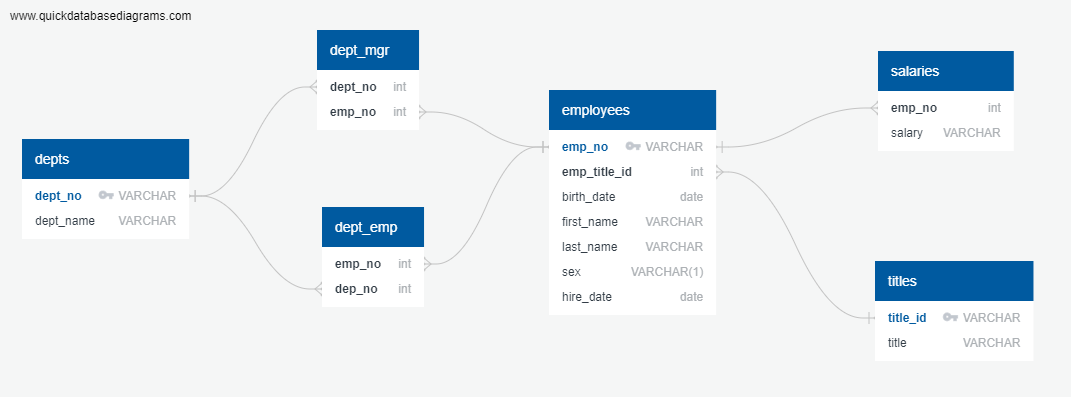 www.quickdatabasediagrams.com
depts
dept_no VARCHAR
dept_name VARCHAR
dept_mgr
dept_no int
emp_no int
dept_emp
emp_no int
dep_no int
employees
emp_no VARCHAR
emp_title_id int
birth_date date
first_name VARCHAR
last_name VARCHAR
sex VARCHAR(1)
hire_date date
salaries
emp_no int
salary VARCHAR
titles
title_id VARCHAR
title VARCHAR